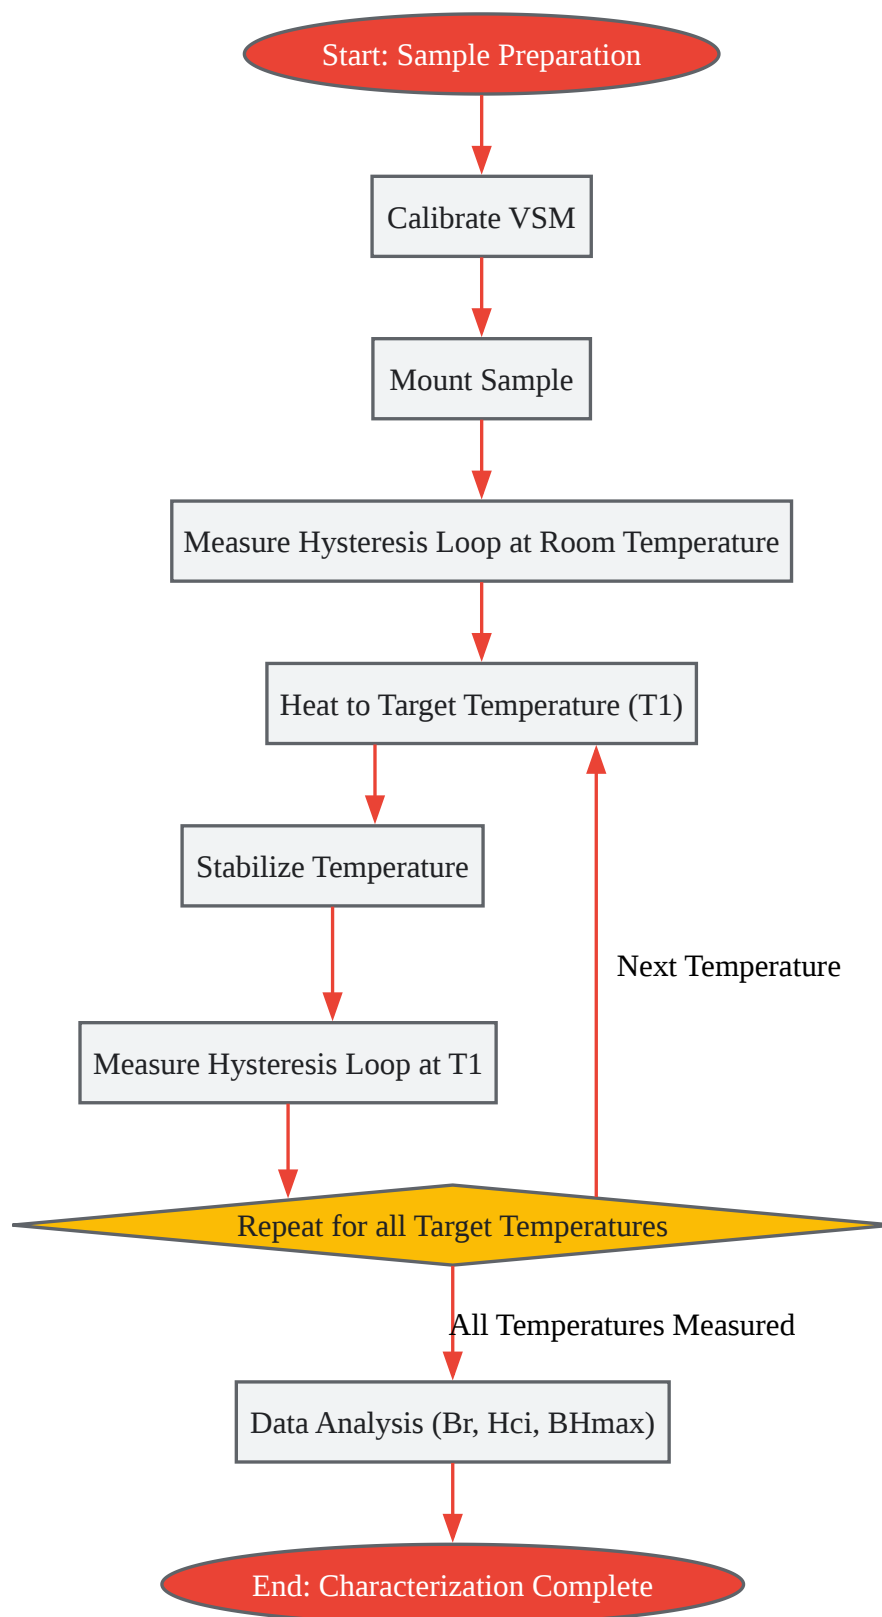 Start: Sample Preparation
Calibrate VSM
Mount Sample
Measure Hysteresis Loop at Room Temperature
Heat to Target Temperature (T1)
Stabilize Temperature
Next Temperature
Measure Hysteresis Loop at T1
Repeat for all Target Temperatures
All Temperatures Measured
Data Analysis (Br, Hci, BHmax)
End: Characterization Complete